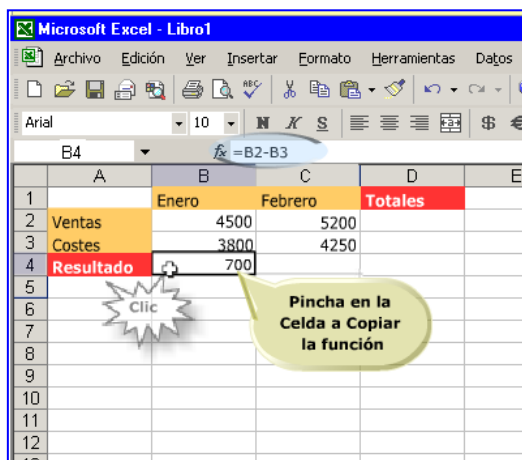 Microsoft Excel - Libro1
Archivo Edición Ver Insertar Formato Herramientas Datos
ABC
Arial 10 N K S $ €
B4 fx =B2-B3
A B C D E
1 Enero Febrero Totales
2 Ventas 4500 5200
3 Costes 3800 4250
4 Resultado 700
5
Clic
Pincha en la
Celda a Copiar
la función
6
7
8
9
10
11
12